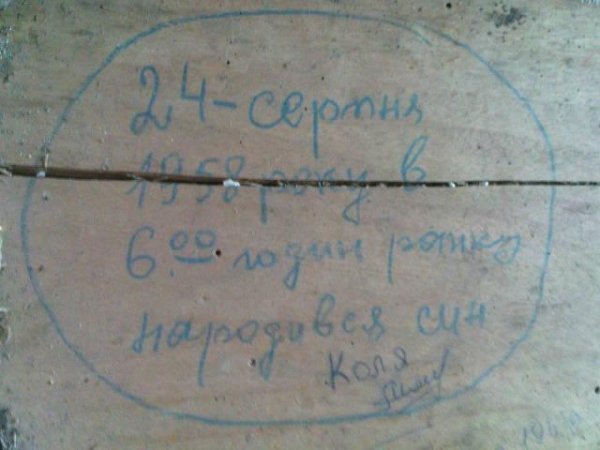 24-серпня
1958 року в
6.00 годин ранку
народився син
Коля